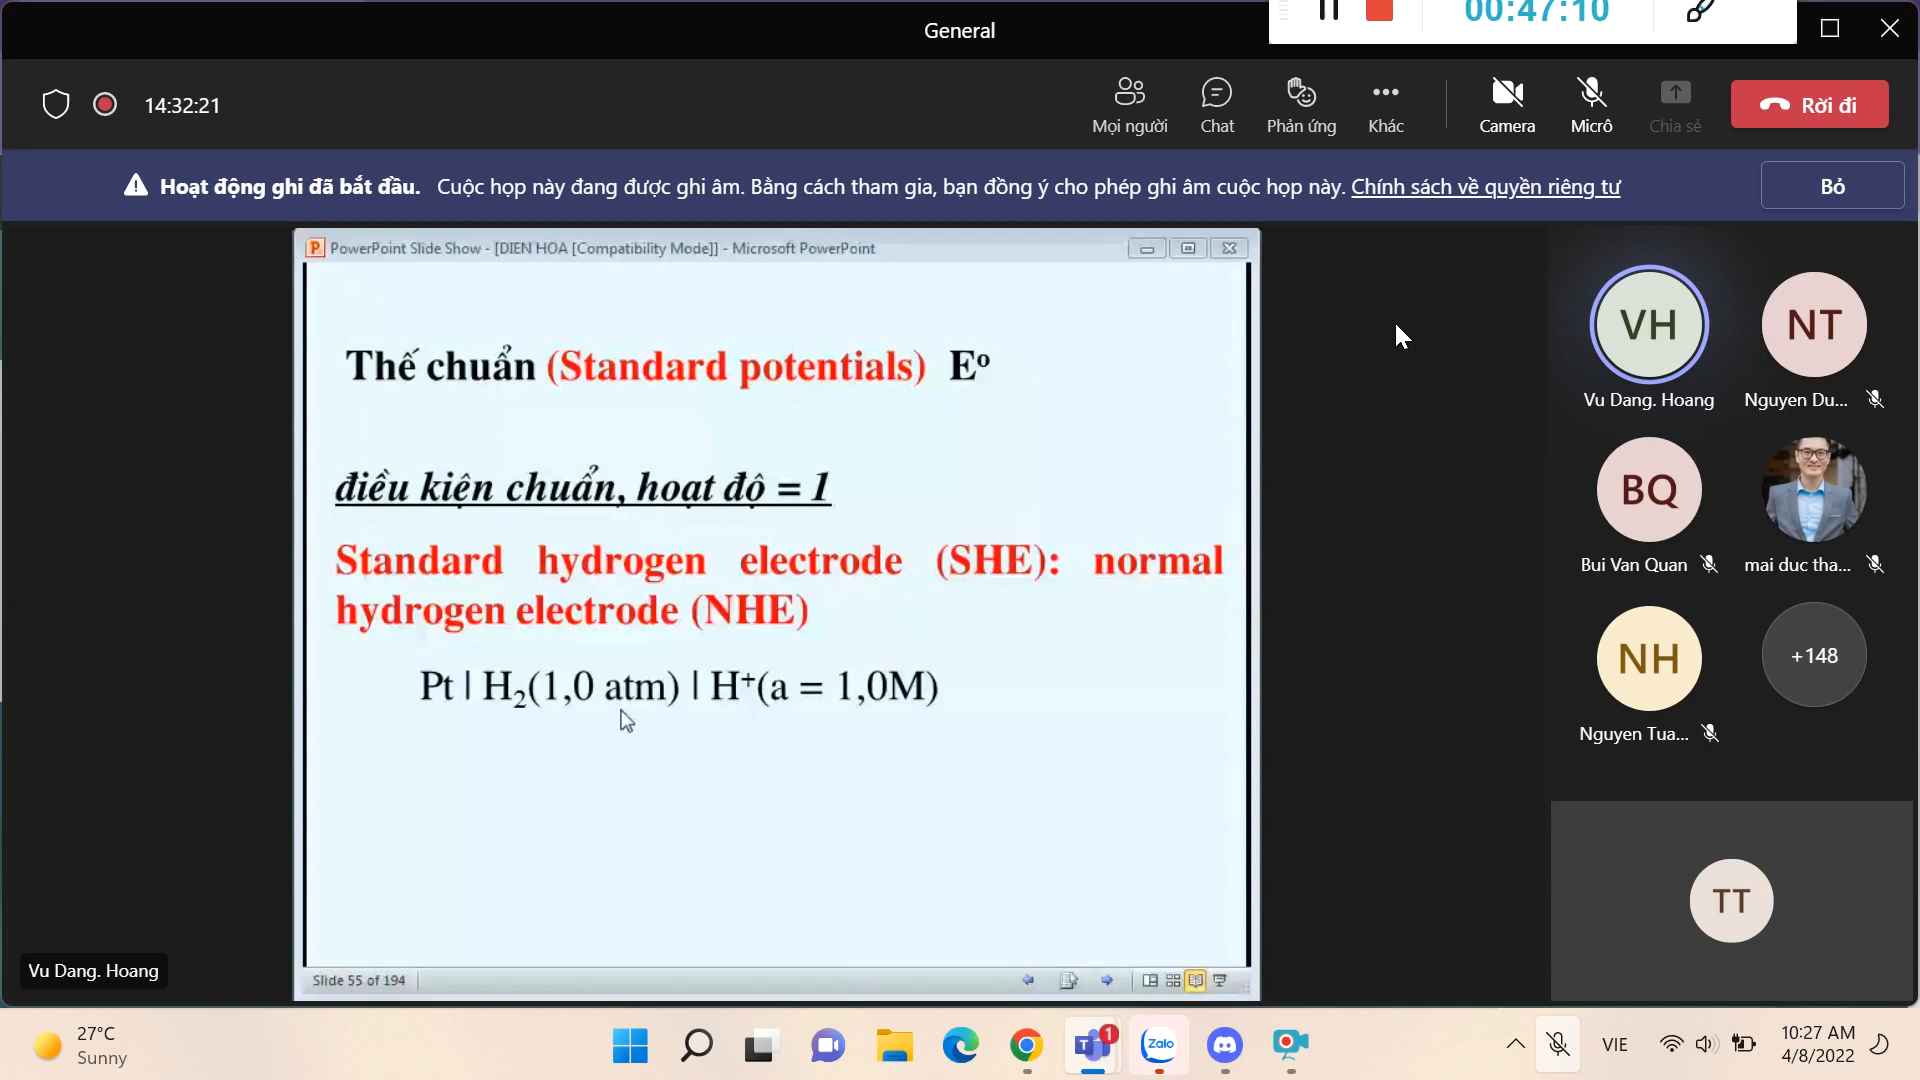 General
00:47:10
14:32:21
Mọi người
Chat
Phản ứng
Khác
Camera
Micrô
Chia sẻ
Rời đi
Hoạt động ghi đã bắt đầu. Cuộc họp này đang được ghi âm. Bằng cách tham gia, bạn đồng ý cho phép ghi âm cuộc họp này. Chính sách về quyền riêng tư
Bỏ
PowerPoint Slide Show - [DIEN HOA [Compatibility Mode]] - Microsoft PowerPoint
Thế chuẩn (Standard potentials) Eᵒ
điều kiện chuẩn, hoạt độ = 1
Standard hydrogen electrode (SHE): normal
hydrogen electrode (NHE)
Pt | H₂(1,0 atm) | H⁺(a = 1,0M)
Slide 55 of 194
Vu Dang. Hoang
VH
NT
Vu Dang. Hoang
Nguyen Du...
BQ
Bui Van Quan
mai duc tha...
NH
+148
Nguyen Tua...
TT
27°C
Sunny
1
Zalo
VIE
10:27 AM
4/8/2022